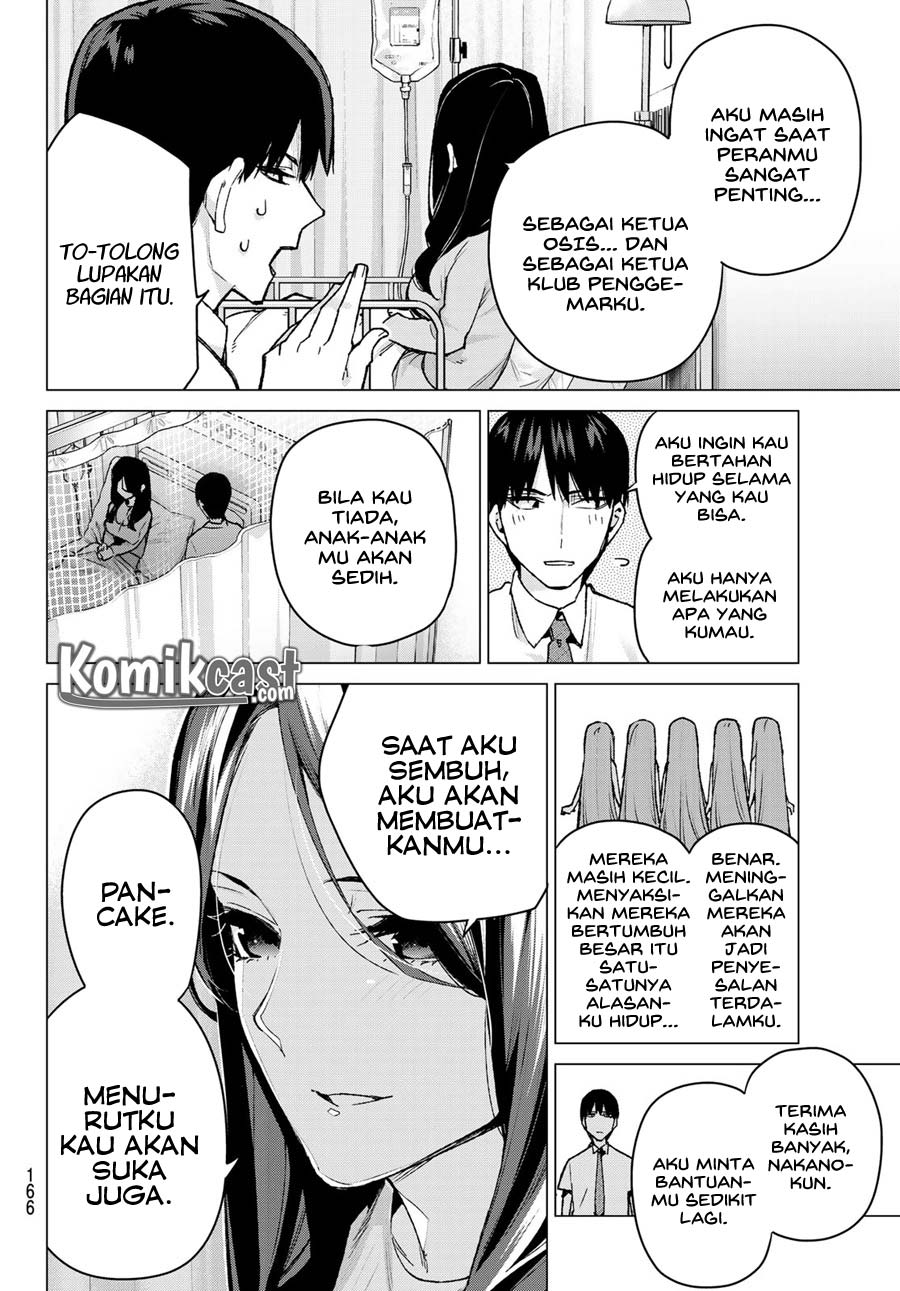 AKU MASIH
INGAT SAAT
PERANMU
SANGAT
PENTING...
SEBAGAI KETUA
OSIS... DAN
SEBAGAI KETUA
KLUB PENGGE-
MARKU.
TO-TOLONG
LUPAKAN
BAGIAN ITU.
AKU INGIN KAU
BERTAHAN
HIDUP SELAMA
YANG KAU
BISA.
AKU HANYA
MELAKUKAN
APA YANG
KUMAU.
BILA KAU
TIADA,
ANAK-ANAK
MU AKAN
SEDIH.
Komikcast
.com
BENAR.
MENING-
GALKAN
MEREKA
AKAN
JADI
PENYE-
SALAN
TERDA-
LAMKU.
MEREKA
MASIH KECIL.
MENYAKSI-
KAN MEREKA
BERTUMBUH
BESAR ITU
SATU-
SATUNYA
ALASAN-
KU HIDUP...
TERIMA
KASIH
BANYAK,
NAKANO-
KUN.
AKU MINTA
BANTUAN-
MU SEDIKIT
LAGI.
SAAT AKU
SEMBUH,
AKU AKAN
MEMBUAT-
KANMU...
PAN-
CAKE.
MENU-
RUTKU
KAU AKAN
SUKA
JUGA.
166